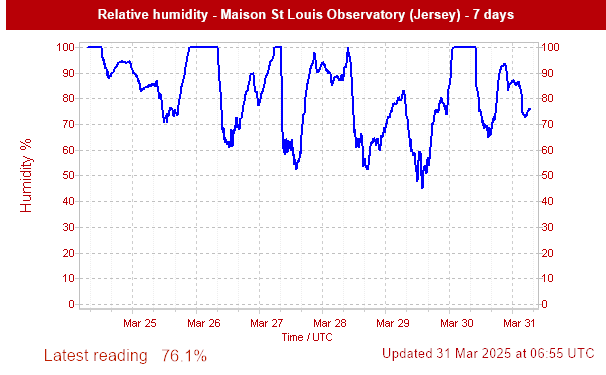 Relative humidity - Maison St Louis Observatory (Jersey) - 7 days
100 100
90 90
80 80
70 70
60 60
50 50
40 40
30 30
20 20
10 10
0 0
Humidity %
Mar 25 Mar 26 Mar 27 Mar 28 Mar 29 Mar 30 Mar 31
Time / UTC
Latest reading 76.1%
Updated 31 Mar 2025 at 06:55 UTC